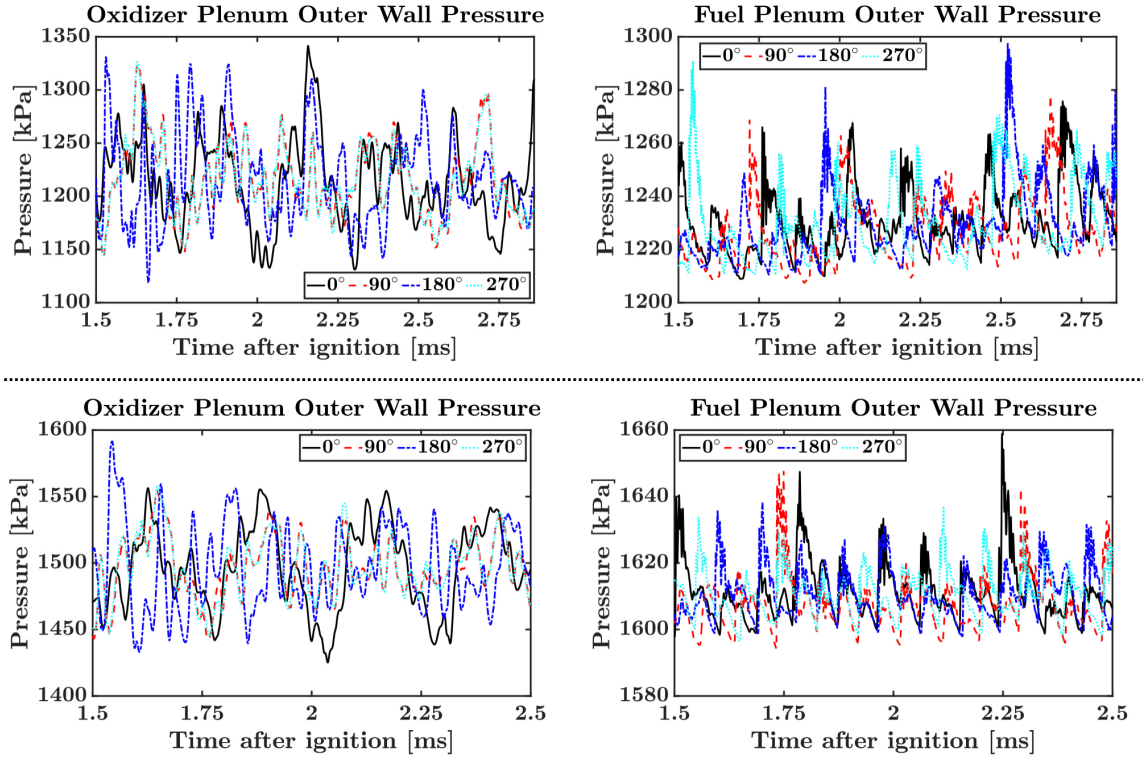 Oxidizer Plenum Outer Wall Pressure
1350
1300
1250
1200
1150
1100
Pressure [kPa]
0° 90° 180° 270°
1.5 1.75 2 2.25 2.5 2.75
Time after ignition [ms]
Fuel Plenum Outer Wall Pressure
1300
1280
1260
1240
1220
1200
Pressure [kPa]
0° 90° 180° 270°
1.5 1.75 2 2.25 2.5 2.75
Time after ignition [ms]
Oxidizer Plenum Outer Wall Pressure
1600
1550
1500
1450
1400
Pressure [kPa]
0° 90° 180° 270°
1.5 1.75 2 2.25 2.5
Time after ignition [ms]
Fuel Plenum Outer Wall Pressure
1660
1640
1620
1600
1580
Pressure [kPa]
0° 90° 180° 270°
1.5 1.75 2 2.25 2.5
Time after ignition [ms]